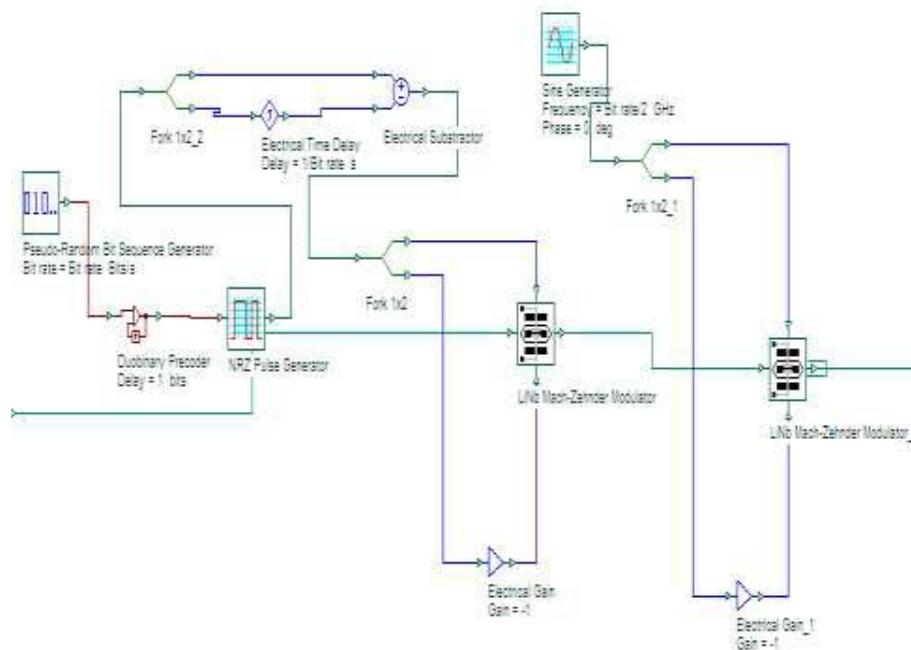 Sine Generator
Frequency = Bit rate/2 GHz
Phase = 0 deg
Fork 1x2_2
Electrical Time Delay
Delay = 1/Bit rate s
Electrical Substractor
Fork 1x2_1
Pseudo-Random Bit Sequence Generator
Bit rate = Bit rate Bits/s
Fork 1x2
Duobinary Precoder
Delay = 1 bits
NRZ Pulse Generator
LiNb Mach-Zehnder Modulator
LiNb Mach-Zehnder Modulator_
Electrical Gain
Gain = -1
Electrical Gain_1
Gain = -1